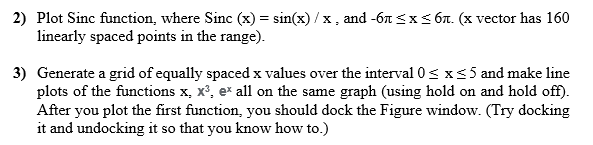 2) Plot Sinc function, where Sinc (x) = sin(x) / x , and -6π ≤ x ≤ 6π. (x vector has 160
linearly spaced points in the range).
3) Generate a grid of equally spaced x values over the interval 0 ≤ x ≤ 5 and make line
plots of the functions x, x³, eˣ all on the same graph (using hold on and hold off).
After you plot the first function, you should dock the Figure window. (Try docking
it and undocking it so that you know how to.)